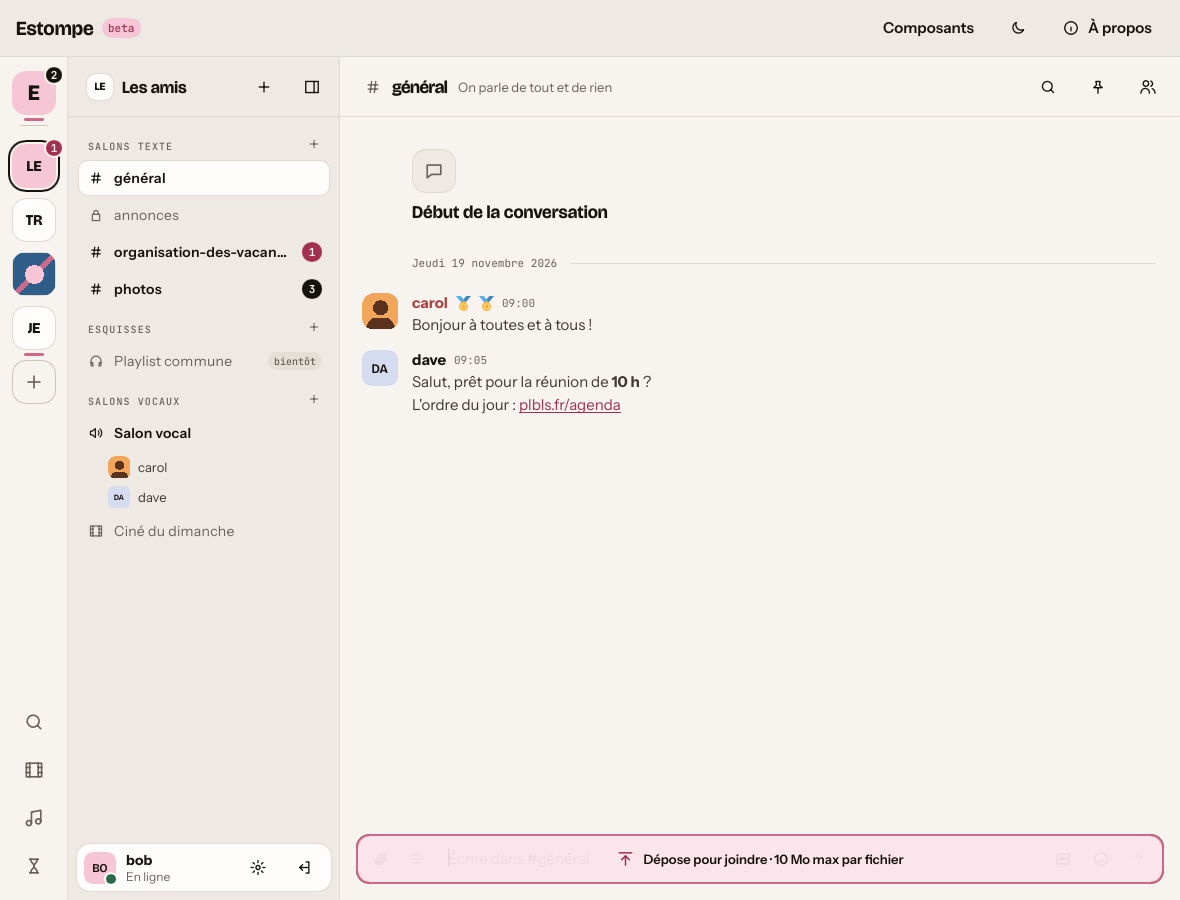 Estompe beta
Composants
À propos
E 2
LE 1
TR
JE
LE Les amis
SALONS TEXTE
# général
annonces
# organisation-des-vacan... 1
# photos 3
ESQUISSES
Playlist commune bientôt
SALONS VOCAUX
Salon vocal
carol
DA dave
Ciné du dimanche
BO bob
En ligne
# général On parle de tout et de rien
Début de la conversation
Jeudi 19 novembre 2026
carol 09:00
Bonjour à toutes et à tous !
DA dave 09:05
Salut, prêt pour la réunion de 10 h ?
L'ordre du jour : plbls.fr/agenda
Écrire dans #général
Dépose pour joindre · 10 Mo max par fichier